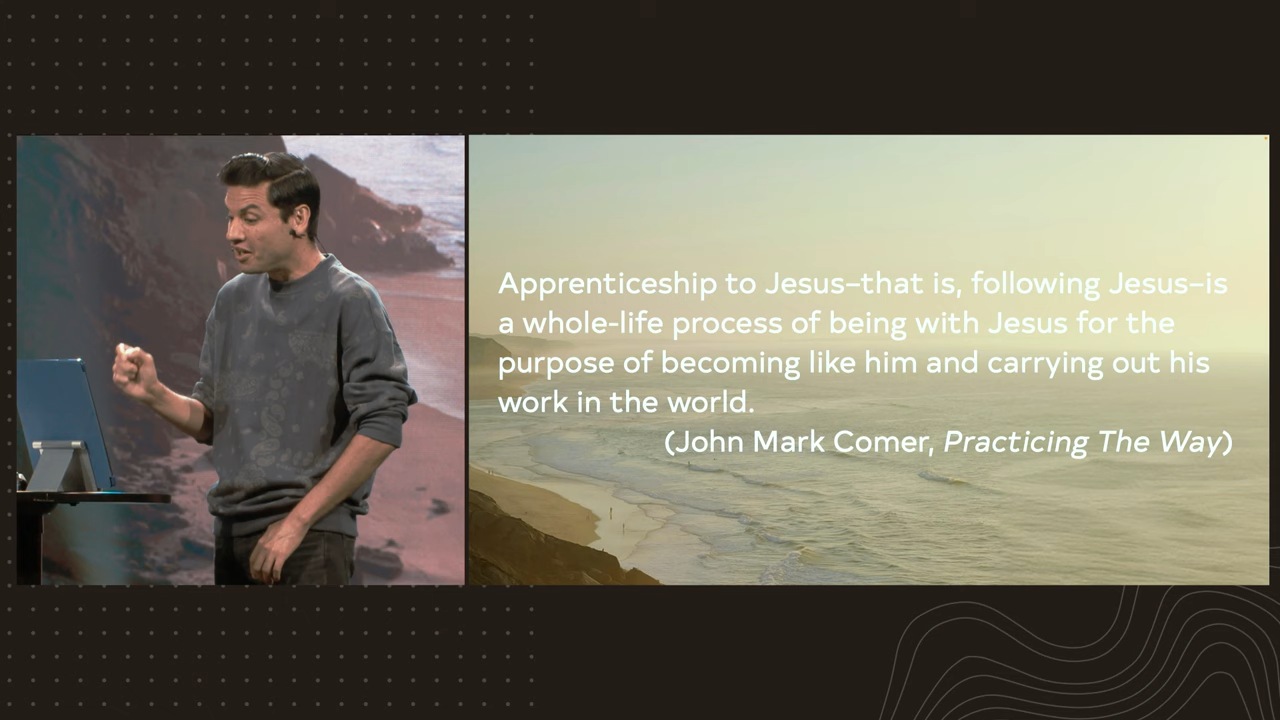 Apprenticeship to Jesus–that is, following Jesus–is
a whole-life process of being with Jesus for the
purpose of becoming like him and carrying out his
work in the world.
(John Mark Comer, Practicing The Way)